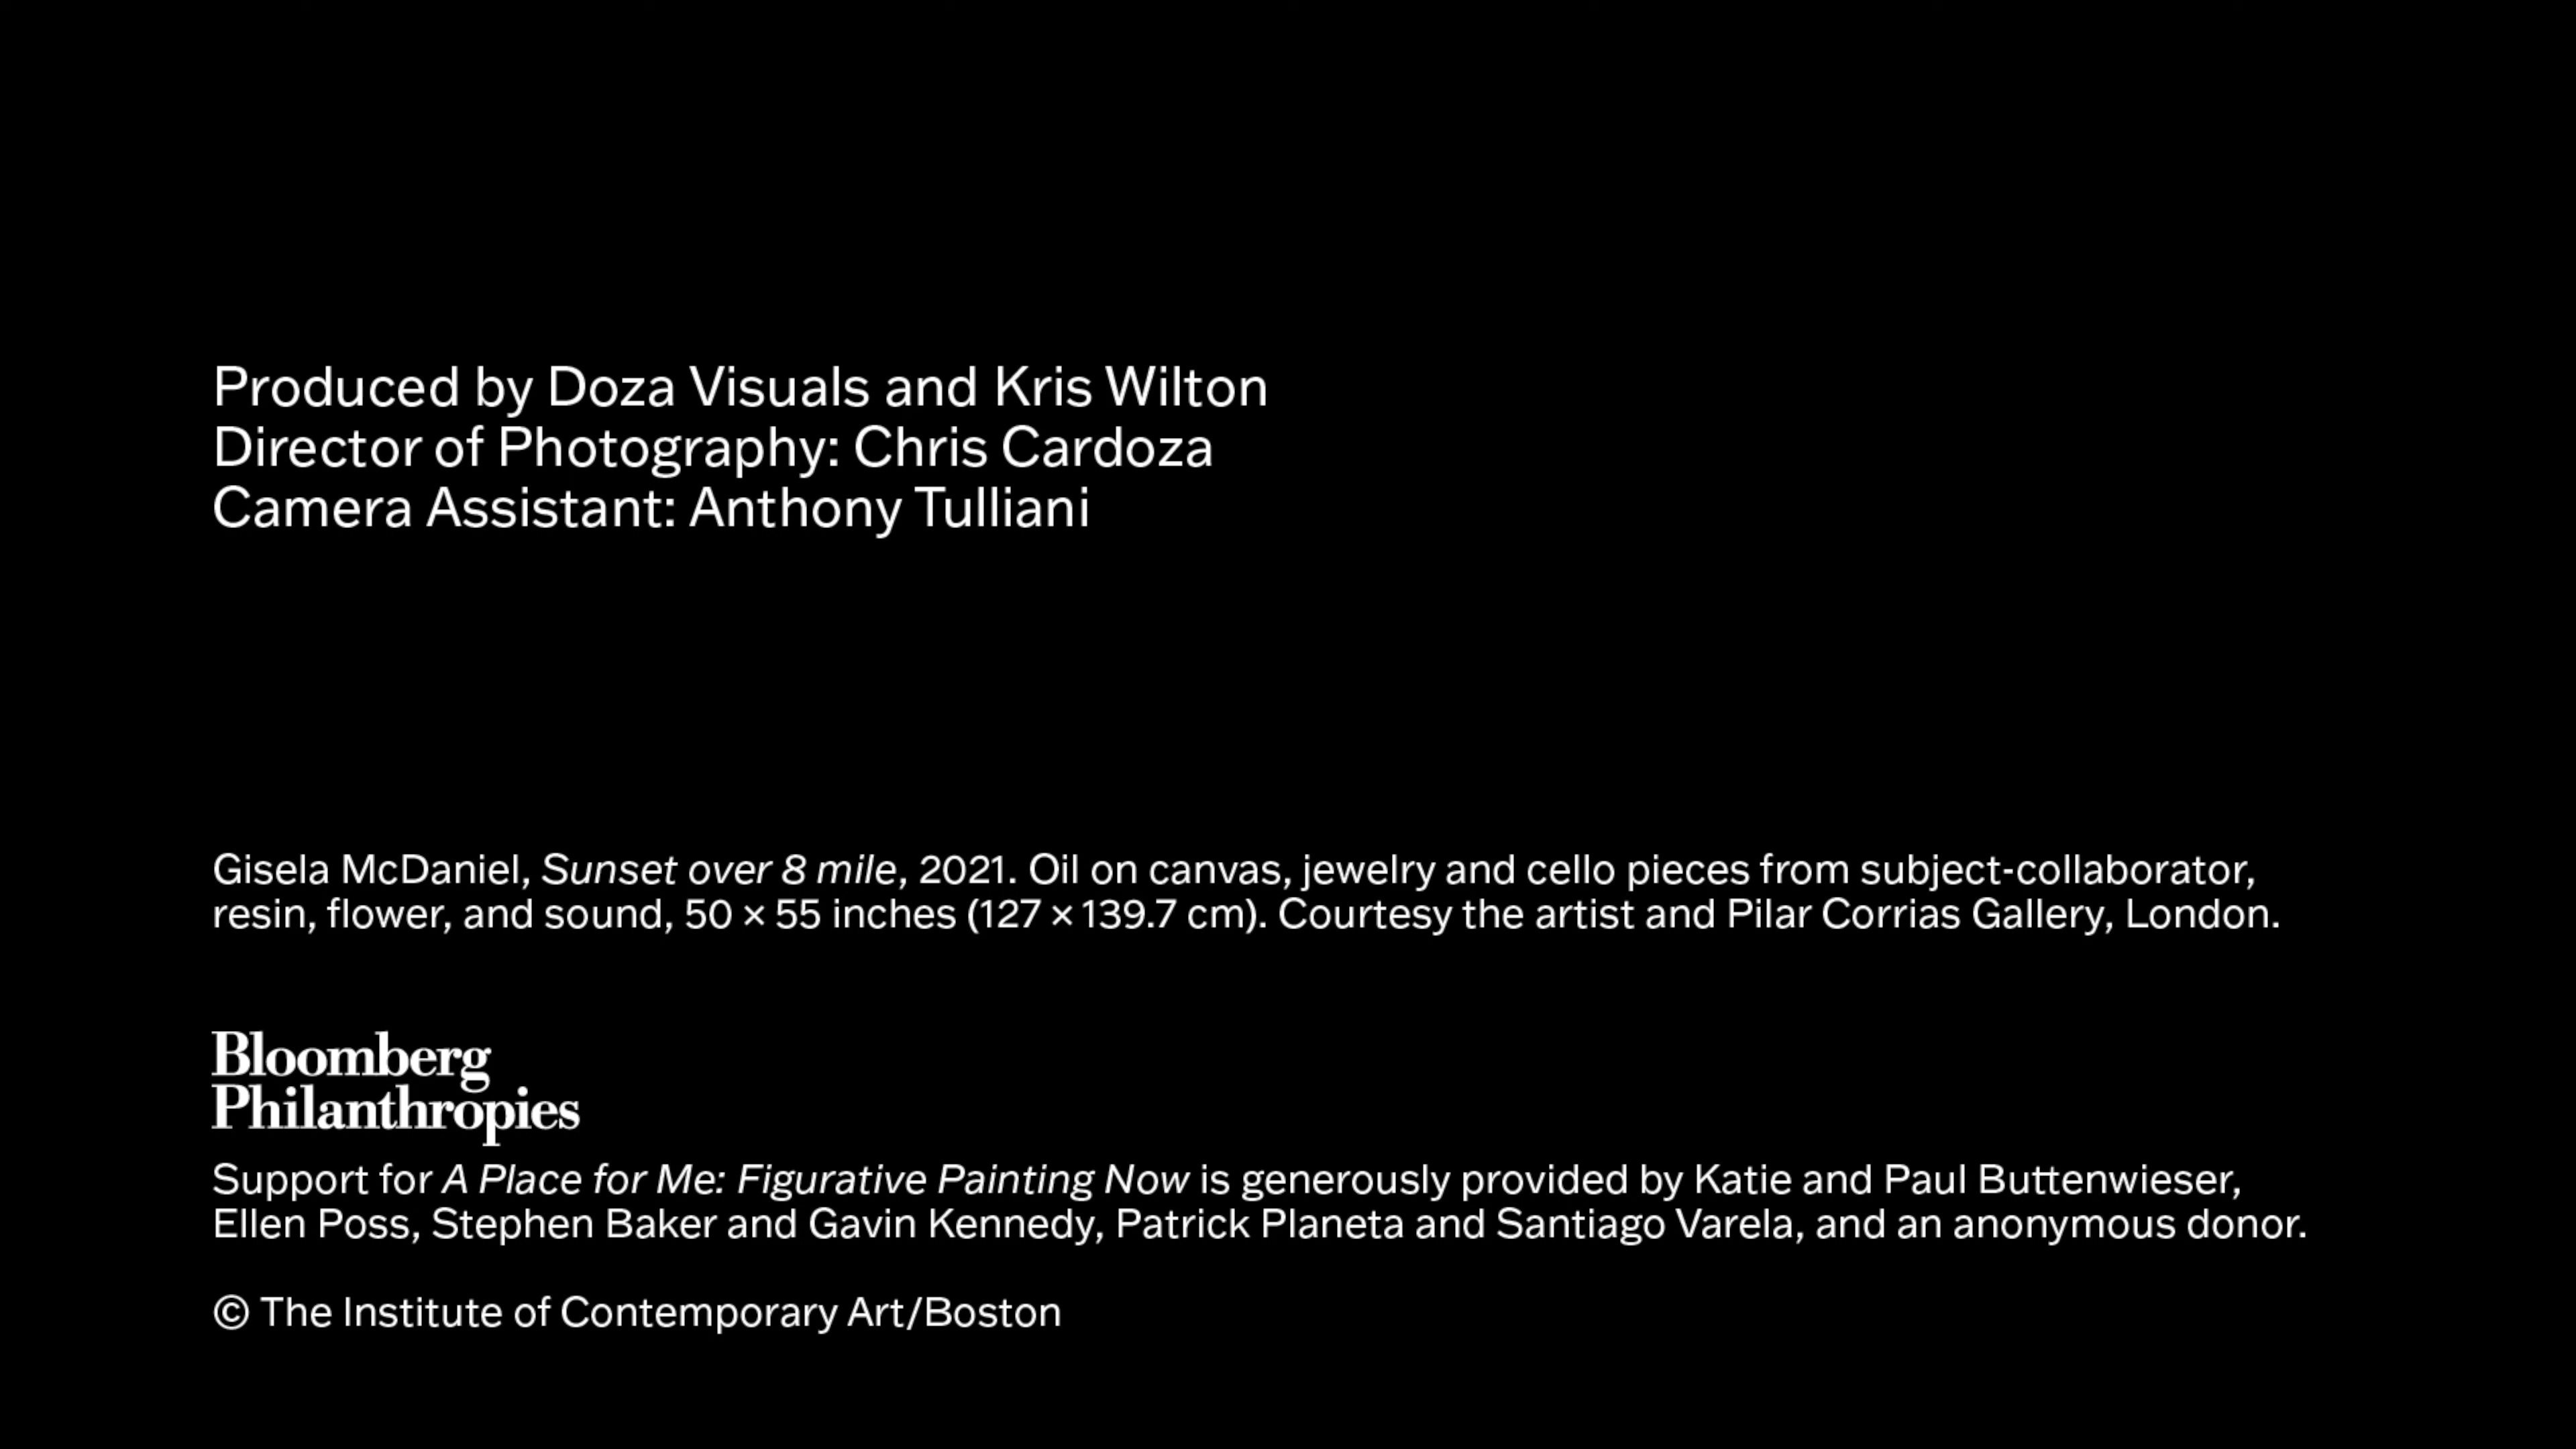 Produced by Doza Visuals and Kris Wilton
Director of Photography: Chris Cardoza
Camera Assistant: Anthony Tulliani
Gisela McDaniel, Sunset over 8 mile, 2021. Oil on canvas, jewelry and cello pieces from subject-collaborator,
resin, flower, and sound, 50 × 55 inches (127 × 139.7 cm). Courtesy the artist and Pilar Corrias Gallery, London.
Bloomberg
Philanthropies
Support for A Place for Me: Figurative Painting Now is generously provided by Katie and Paul Buttenwieser,
Ellen Poss, Stephen Baker and Gavin Kennedy, Patrick Planeta and Santiago Varela, and an anonymous donor.
© The Institute of Contemporary Art/Boston